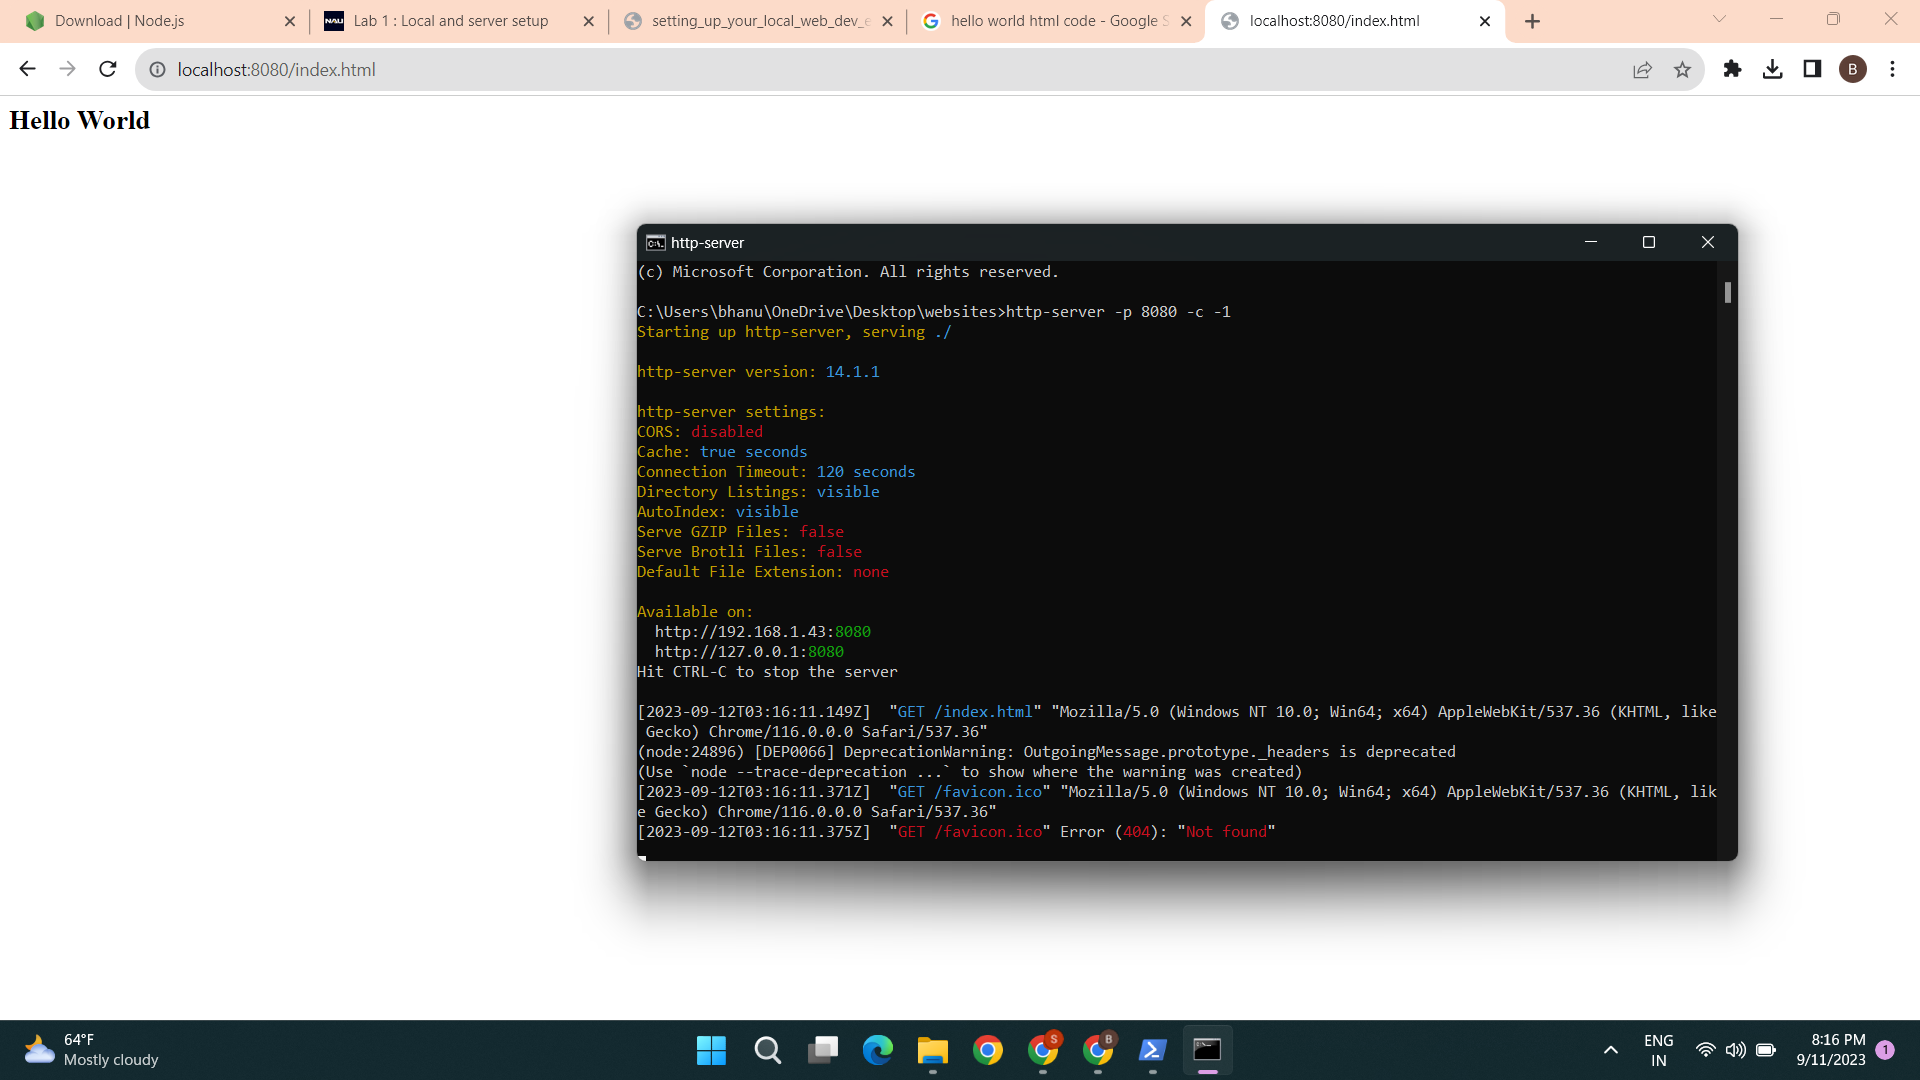 Download | Node.js
Lab 1 : Local and server setup
setting_up_your_local_web_dev_e
hello world html code - Google S
localhost:8080/index.html
localhost:8080/index.html
B
Hello World
http-server
(c) Microsoft Corporation. All rights reserved.
C:\Users\bhanu\OneDrive\Desktop\websites>http-server -p 8080 -c -1
Starting up http-server, serving ./
http-server version: 14.1.1
http-server settings:
CORS: disabled
Cache: true seconds
Connection Timeout: 120 seconds
Directory Listings: visible
AutoIndex: visible
Serve GZIP Files: false
Serve Brotli Files: false
Default File Extension: none
Available on:
http://192.168.1.43:8080
http://127.0.0.1:8080
Hit CTRL-C to stop the server
[2023-09-12T03:16:11.149Z]  "GET /index.html" "Mozilla/5.0 (Windows NT 10.0; Win64; x64) AppleWebKit/537.36 (KHTML, like
Gecko) Chrome/116.0.0.0 Safari/537.36"
(node:24896) [DEP0066] DeprecationWarning: OutgoingMessage.prototype._headers is deprecated
(Use `node --trace-deprecation ...` to show where the warning was created)
[2023-09-12T03:16:11.371Z]  "GET /favicon.ico" "Mozilla/5.0 (Windows NT 10.0; Win64; x64) AppleWebKit/537.36 (KHTML, lik
e Gecko) Chrome/116.0.0.0 Safari/537.36"
[2023-09-12T03:16:11.375Z]  "GET /favicon.ico" Error (404): "Not found"
64°F
Mostly cloudy
S
B
ENG
IN
8:16 PM
9/11/2023
1